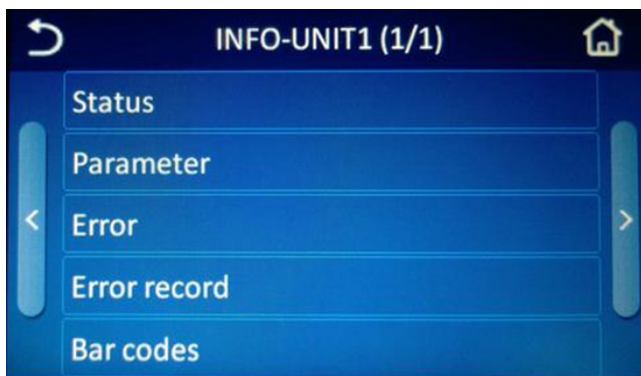 INFO-UNIT1 (1/1)
Status
Parameter
Error
Error record
Bar codes